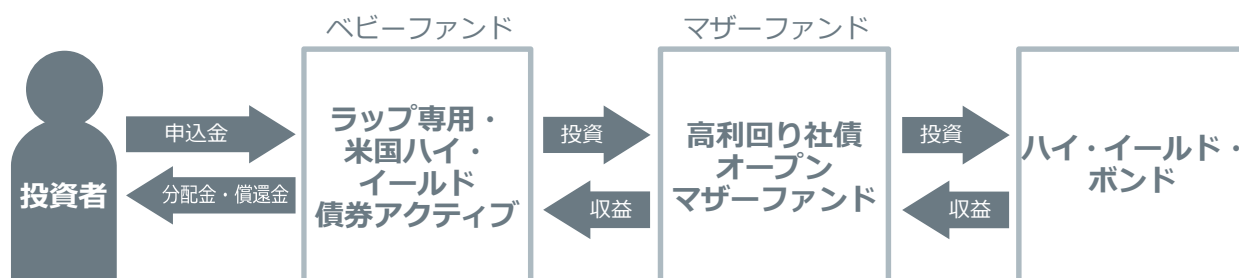 ベビーファンド
マザーファンド
投資者
申込金
分配金・償還金
ラップ専用・
米国ハイ・
イールド
債券アクティブ
投資
収益
高利回り社債
オープン
マザーファンド
投資
収益
ハイ・イールド・
ボンド